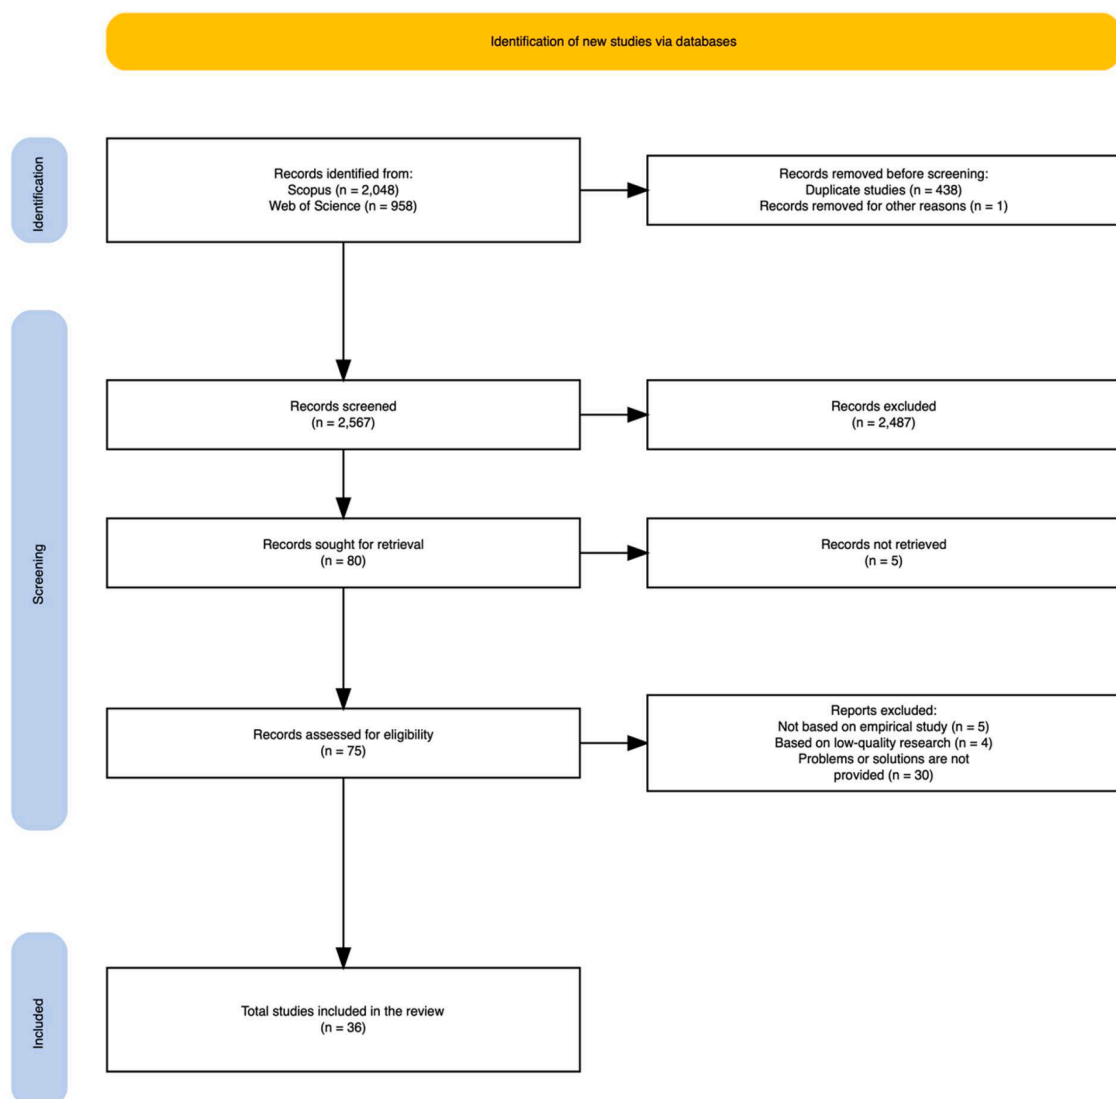 Identification of new studies via databases
Identification
Records identified from:
Scopus (n = 2,048)
Web of Science (n = 958)
Records removed before screening:
Duplicate studies (n = 438)
Records removed for other reasons (n = 1)
Screening
Records screened
(n = 2,567)
Records excluded
(n = 2,487)
Records sought for retrieval
(n = 80)
Records not retrieved
(n = 5)
Records assessed for eligibility
(n = 75)
Reports excluded:
Not based on empirical study (n = 5)
Based on low-quality research (n = 4)
Problems or solutions are not
provided (n = 30)
Included
Total studies included in the review
(n = 36)